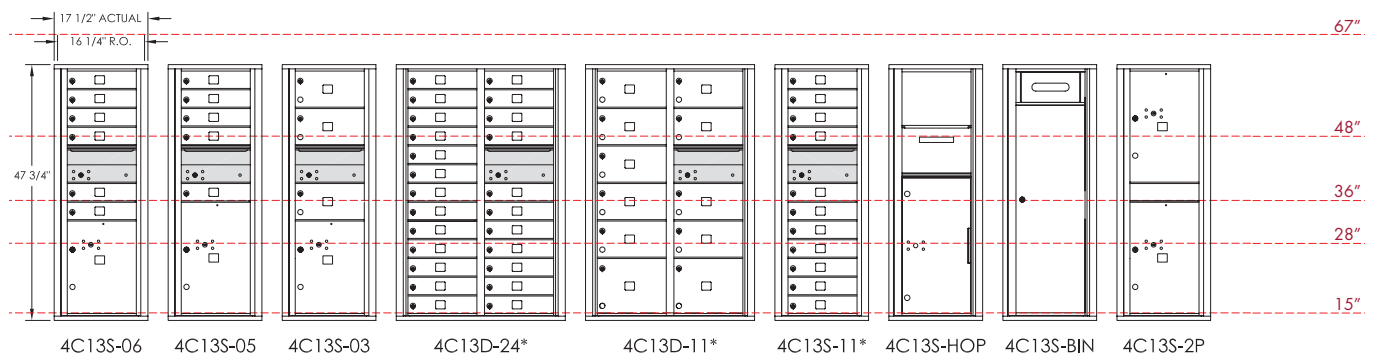 17 1/2" ACTUAL
16 1/4" R.O.
67"
48"
47 3/4"
36"
28"
15"
4C13S-06 4C13S-05 4C13S-03 4C13D-24* 4C13D-11* 4C13S-11* 4C13S-HOP 4C13S-BIN 4C13S-2P